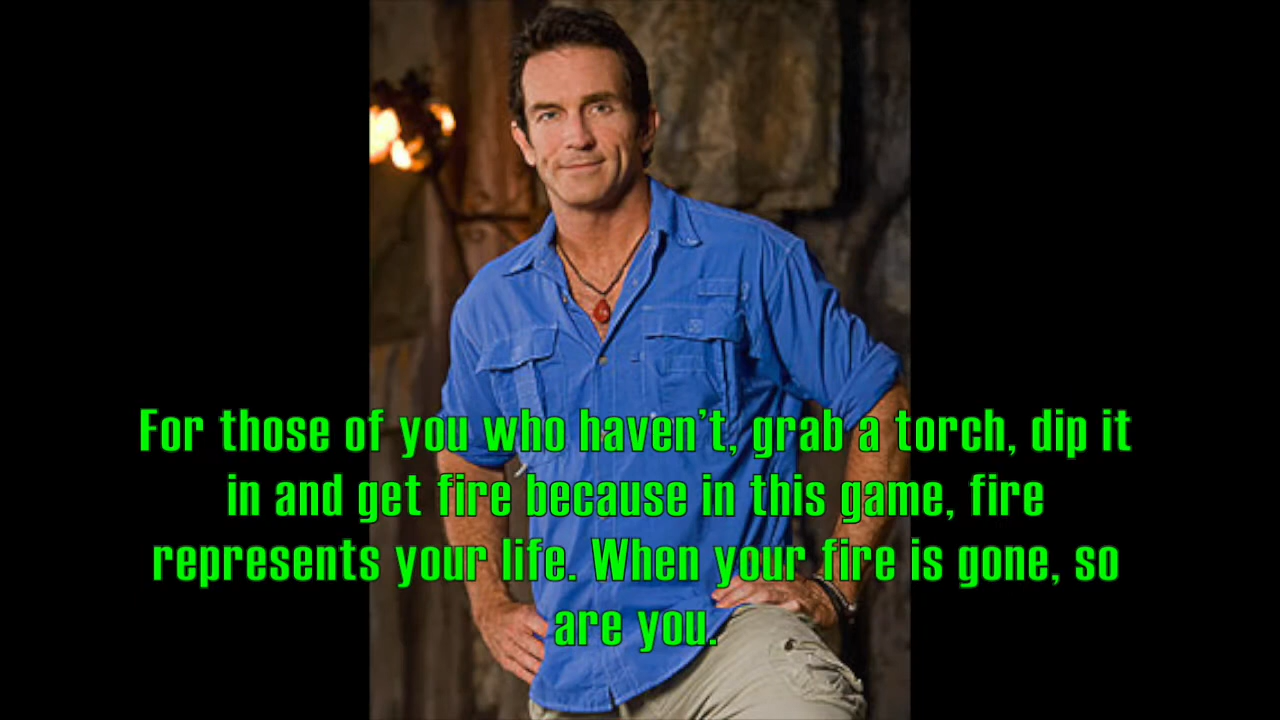 For those of you who haven't, grab a torch, dip it
in and get fire because in this game, fire
represents your life. When your fire is gone, so
are you.